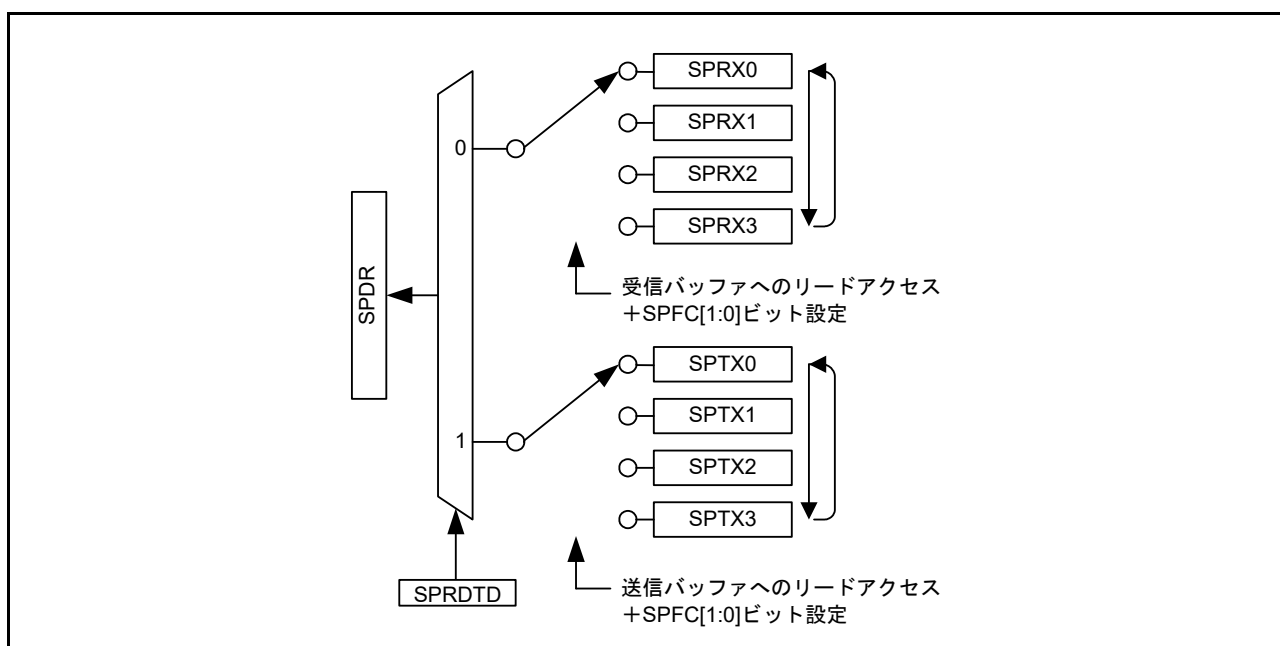 SPRX0
SPRX1
0
SPRX2
SPRX3
SPDR
受信バッファへのリードアクセス
+SPFC[1:0]ビット設定
SPTX0
SPTX1
1
SPTX2
SPTX3
SPRDTD
送信バッファへのリードアクセス
+SPFC[1:0]ビット設定